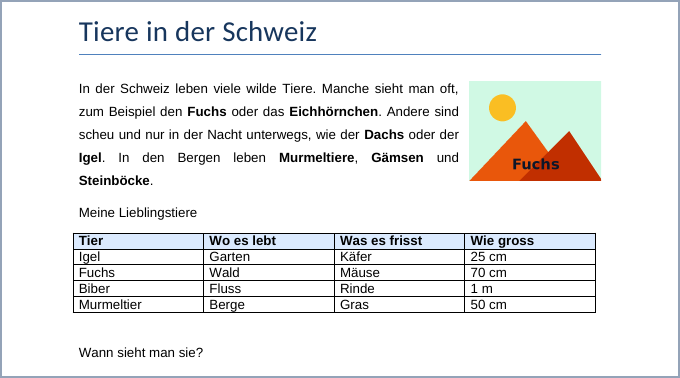 Tiere in der Schweiz
In der Schweiz leben viele wilde Tiere. Manche sieht man oft,
zum Beispiel den Fuchs oder das Eichhörnchen. Andere sind
scheu und nur in der Nacht unterwegs, wie der Dachs oder der
Igel. In den Bergen leben Murmeltiere, Gämsen und
Steinböcke.
Fuchs
Meine Lieblingstiere
Tier Wo es lebt Was es frisst Wie gross
Igel Garten Käfer 25 cm
Fuchs Wald Mäuse 70 cm
Biber Fluss Rinde 1 m
Murmeltier Berge Gras 50 cm
Wann sieht man sie?